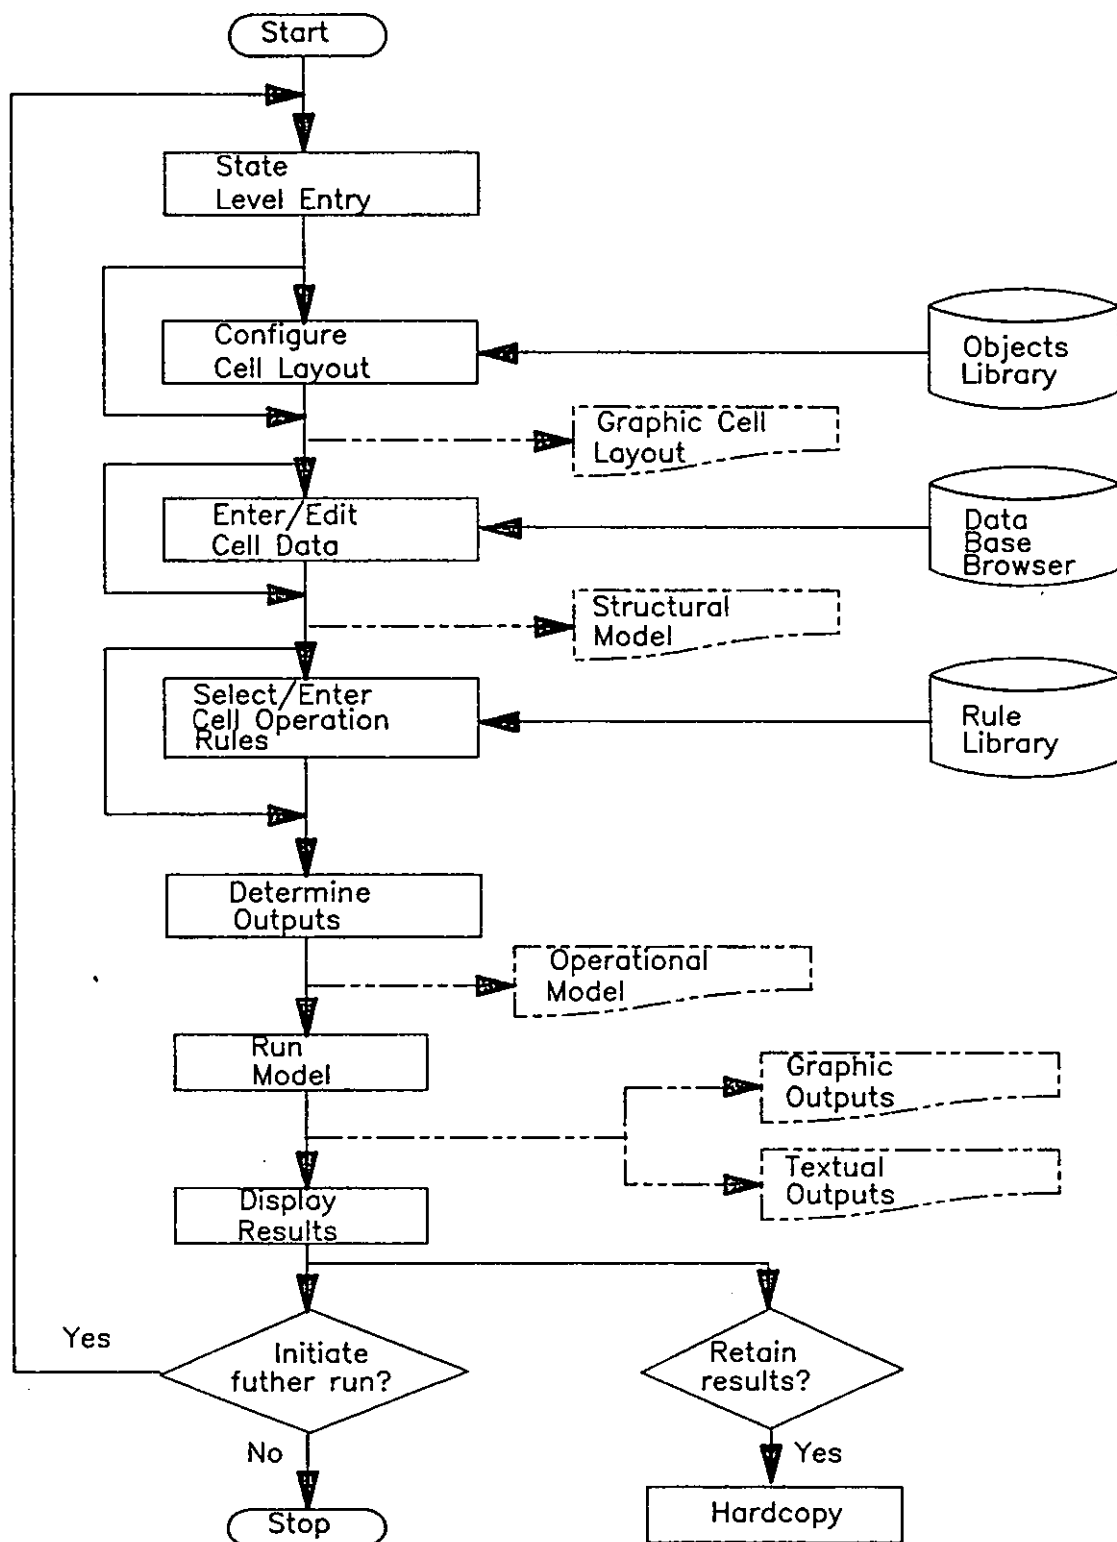 Start
State
Level Entry
Configure
Cell Layout
Objects
Library
Graphic Cell
Layout
Enter/Edit
Cell Data
Data
Base
Browser
Structural
Model
Select/Enter
Cell Operation
Rules
Rule
Library
Determine
Outputs
Operational
Model
Run
Model
Graphic
Outputs
Textual
Outputs
Display
Results
Yes
Initiate
futher run?
Retain
results?
No
Yes
Stop
Hardcopy